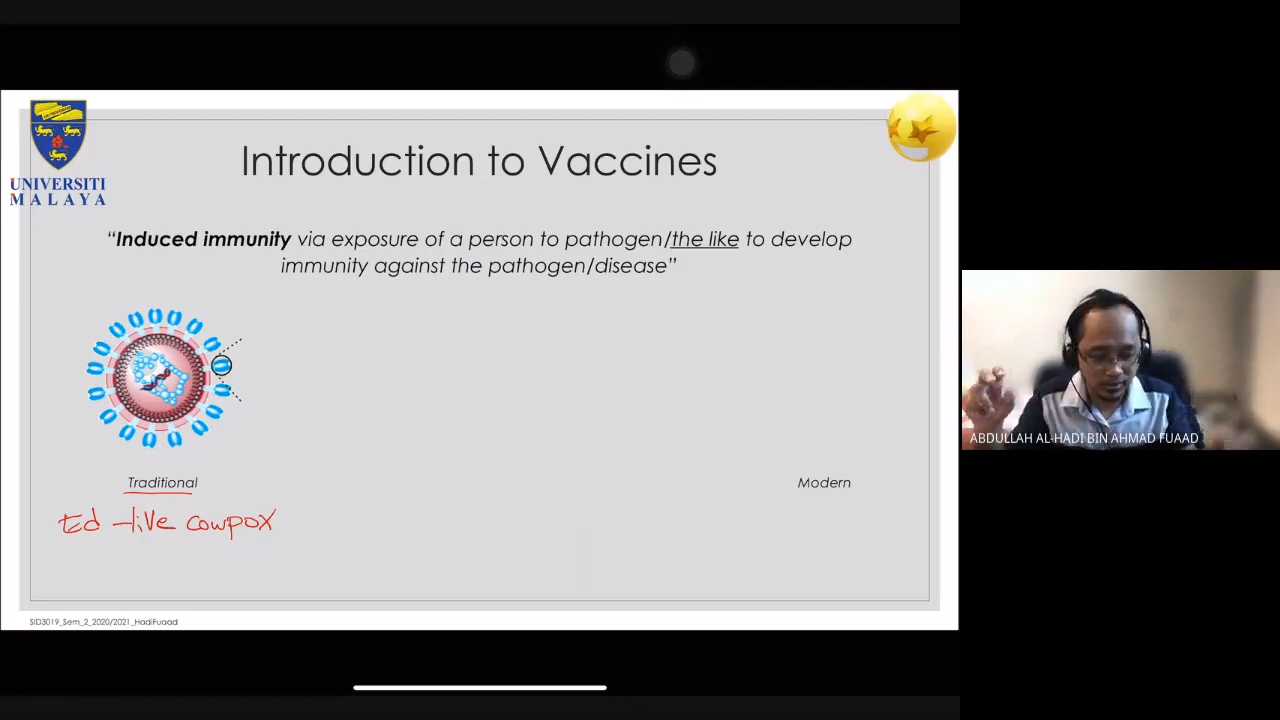 UNIVERSITI
MALAYA
Introduction to Vaccines
“Induced immunity via exposure of a person to pathogen/the like to develop
immunity against the pathogen/disease”
Traditional
Modern
Ed -live cowpox
SID3019_Sem_2_2020/2021_HadiFuaad
ABDULLAH AL-HADI BIN AHMAD FUAAD